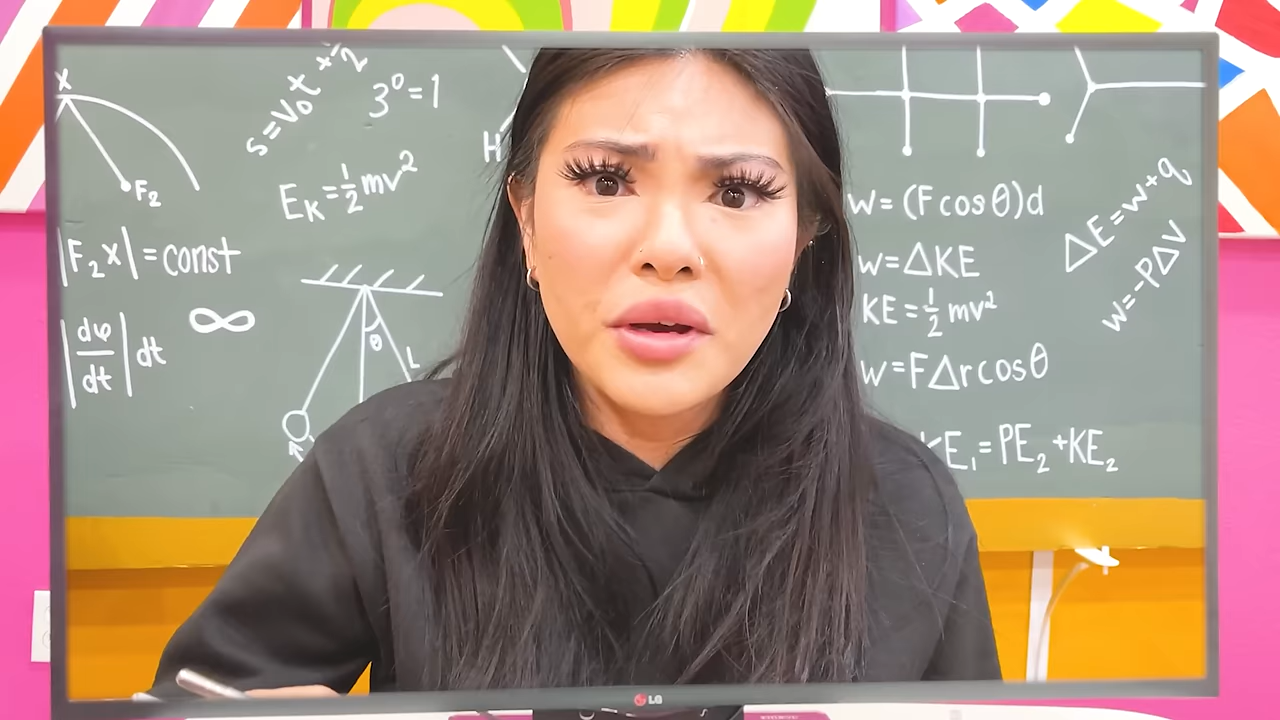 x
F₂
s=v₀t+½
3⁰=1
Eₖ=½mv²
|F₂x|=const
|dφ/dt|dt
∞
θ
L
H
w=(Fcosθ)d
w=ΔKE
KE=½mv²
w=FΔrcosθ
KE₁=PE₂+KE₂
ΔE=w+q
w=-PΔV
LG